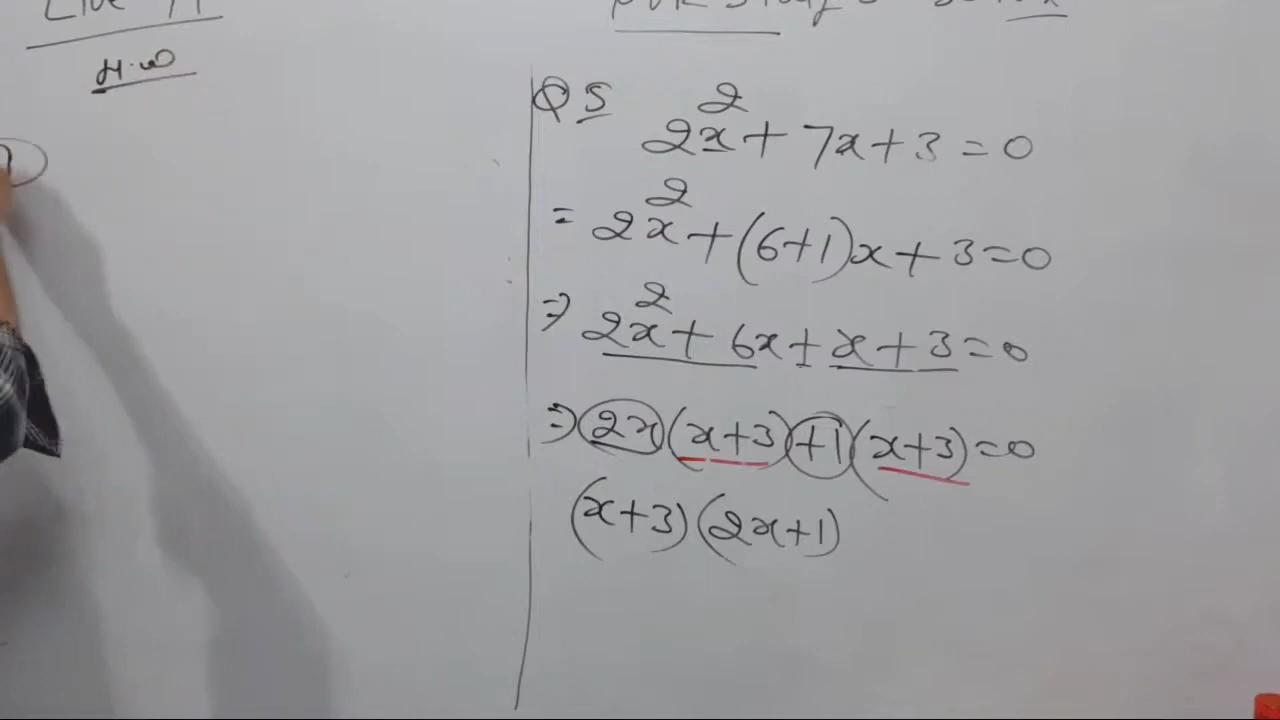 H.W
Q 5
2x² + 7x + 3 = 0
= 2x² + (6+1)x + 3 = 0
⇒ 2x² + 6x + x + 3 = 0
⇒ 2x(x+3)+1(x+3)=0
(x+3)(2x+1)